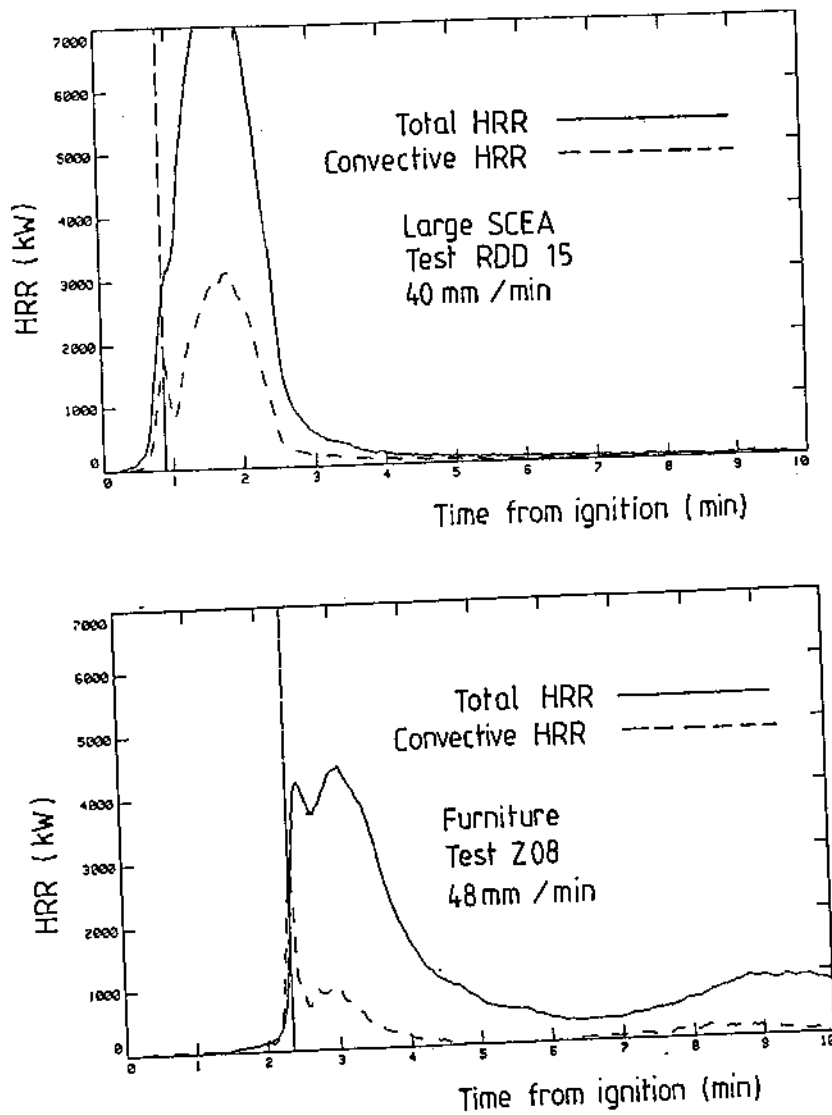 7000
6000
5000
4000
3000
2000
1000
0
HRR (kW)
Total HRR
Convective HRR
Large SCEA
Test RDD 15
40 mm / min
0 1 2 3 4 5 6 7 8 9 10
Time from ignition (min)
7000
6000
5000
4000
3000
2000
1000
0
HRR (kW)
Total HRR
Convective HRR
Furniture
Test Z08
48 mm / min
0 1 2 3 4 5 6 7 8 9 10
Time from ignition (min)